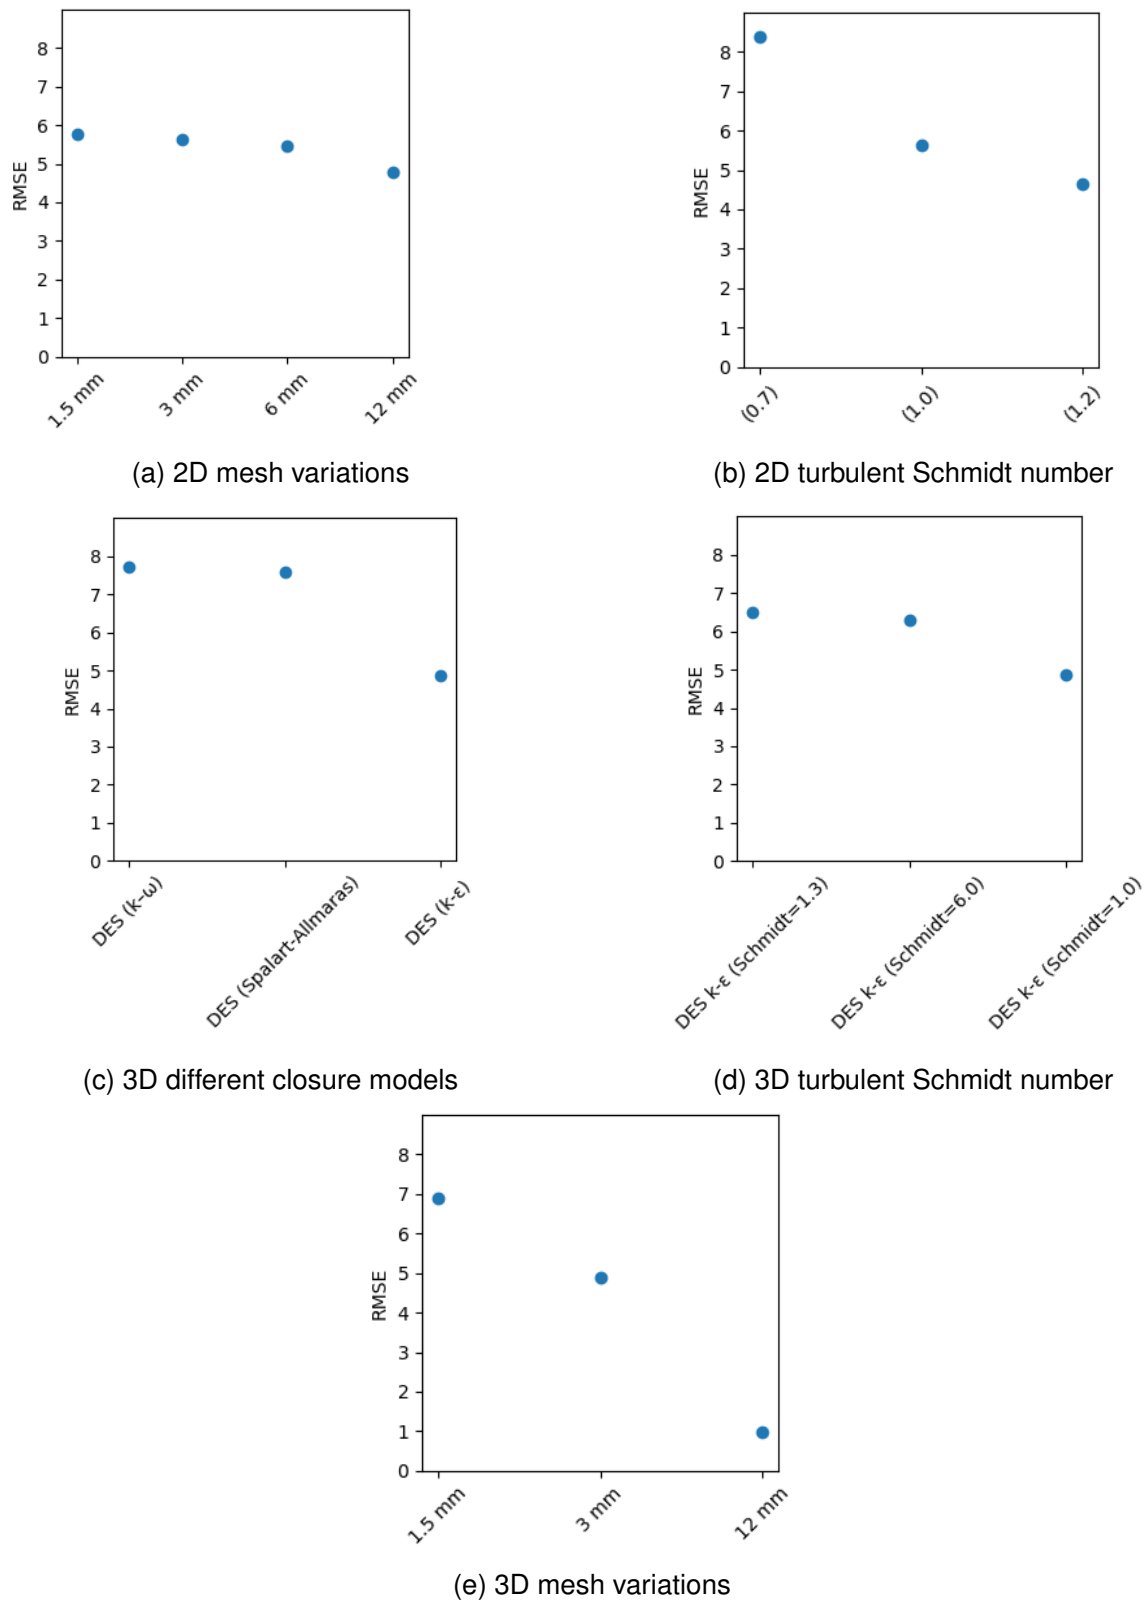 8
7
6
5
4
3
2
1
0
RMSE
1.5 mm
3 mm
6 mm
12 mm
(a) 2D mesh variations
8
7
6
5
4
3
2
1
0
RMSE
(0.7)
(1.0)
(1.2)
(b) 2D turbulent Schmidt number
8
7
6
5
4
3
2
1
0
RMSE
DES (k-ω)
DES (Spalart-Allmaras)
DES (k-ε)
(c) 3D different closure models
8
7
6
5
4
3
2
1
0
RMSE
DES k-ε (Schmidt=1.3)
DES k-ε (Schmidt=6.0)
DES k-ε (Schmidt=1.0)
(d) 3D turbulent Schmidt number
8
7
6
5
4
3
2
1
0
RMSE
1.5 mm
3 mm
12 mm
(e) 3D mesh variations